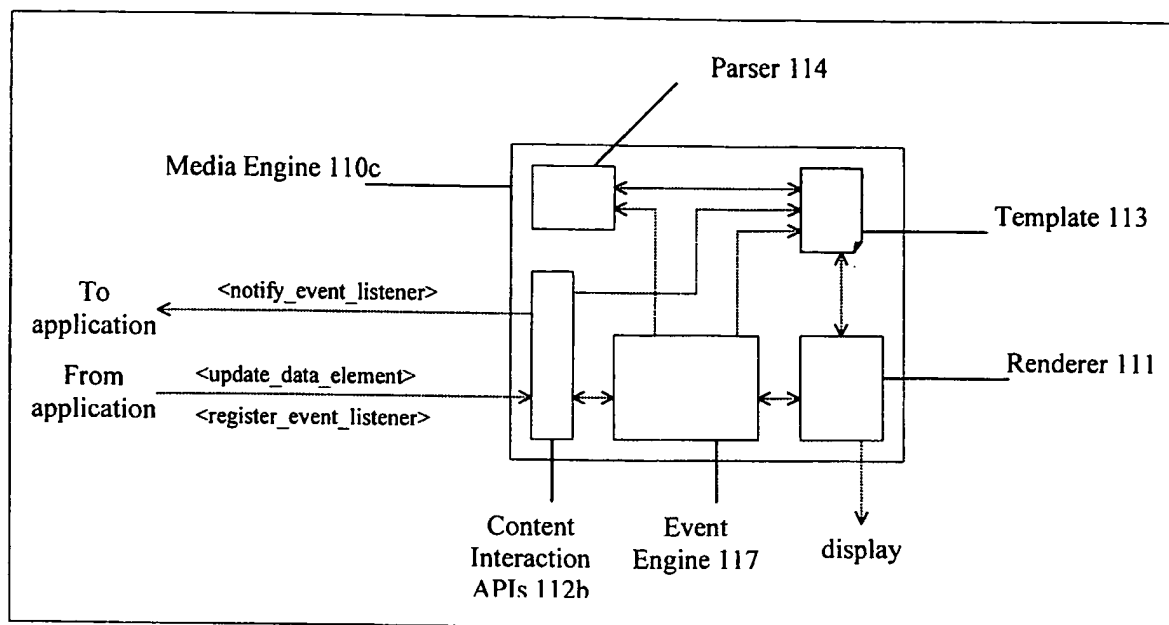 Parser 114
Media Engine 110c
Template 113
To
application
<notify_event_listener>
From
application
<update_data_element>
<register_event_listener>
Renderer 111
Content
Interaction
APIs 112b
Event
Engine 117
display